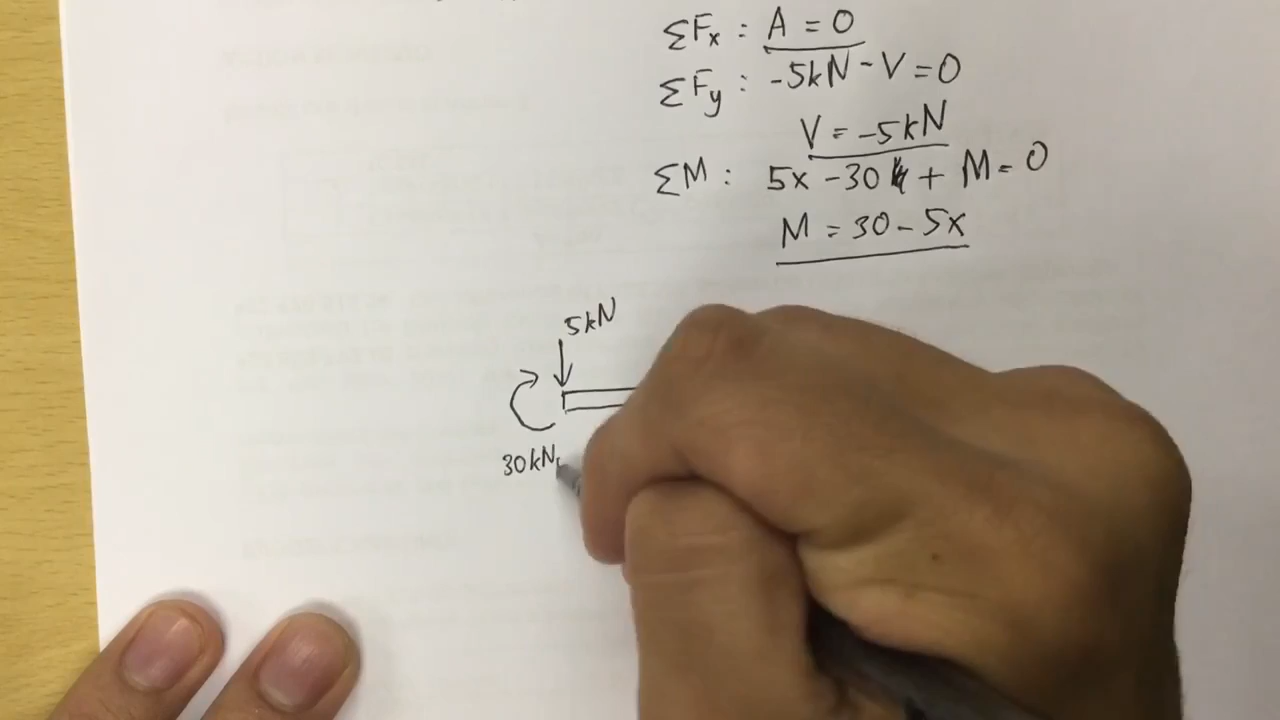 ΣFx : A = 0
ΣFy : -5kN - V = 0
V = -5kN
ΣM : 5x - 30 + M = 0
M = 30 - 5x
5kN
30kN